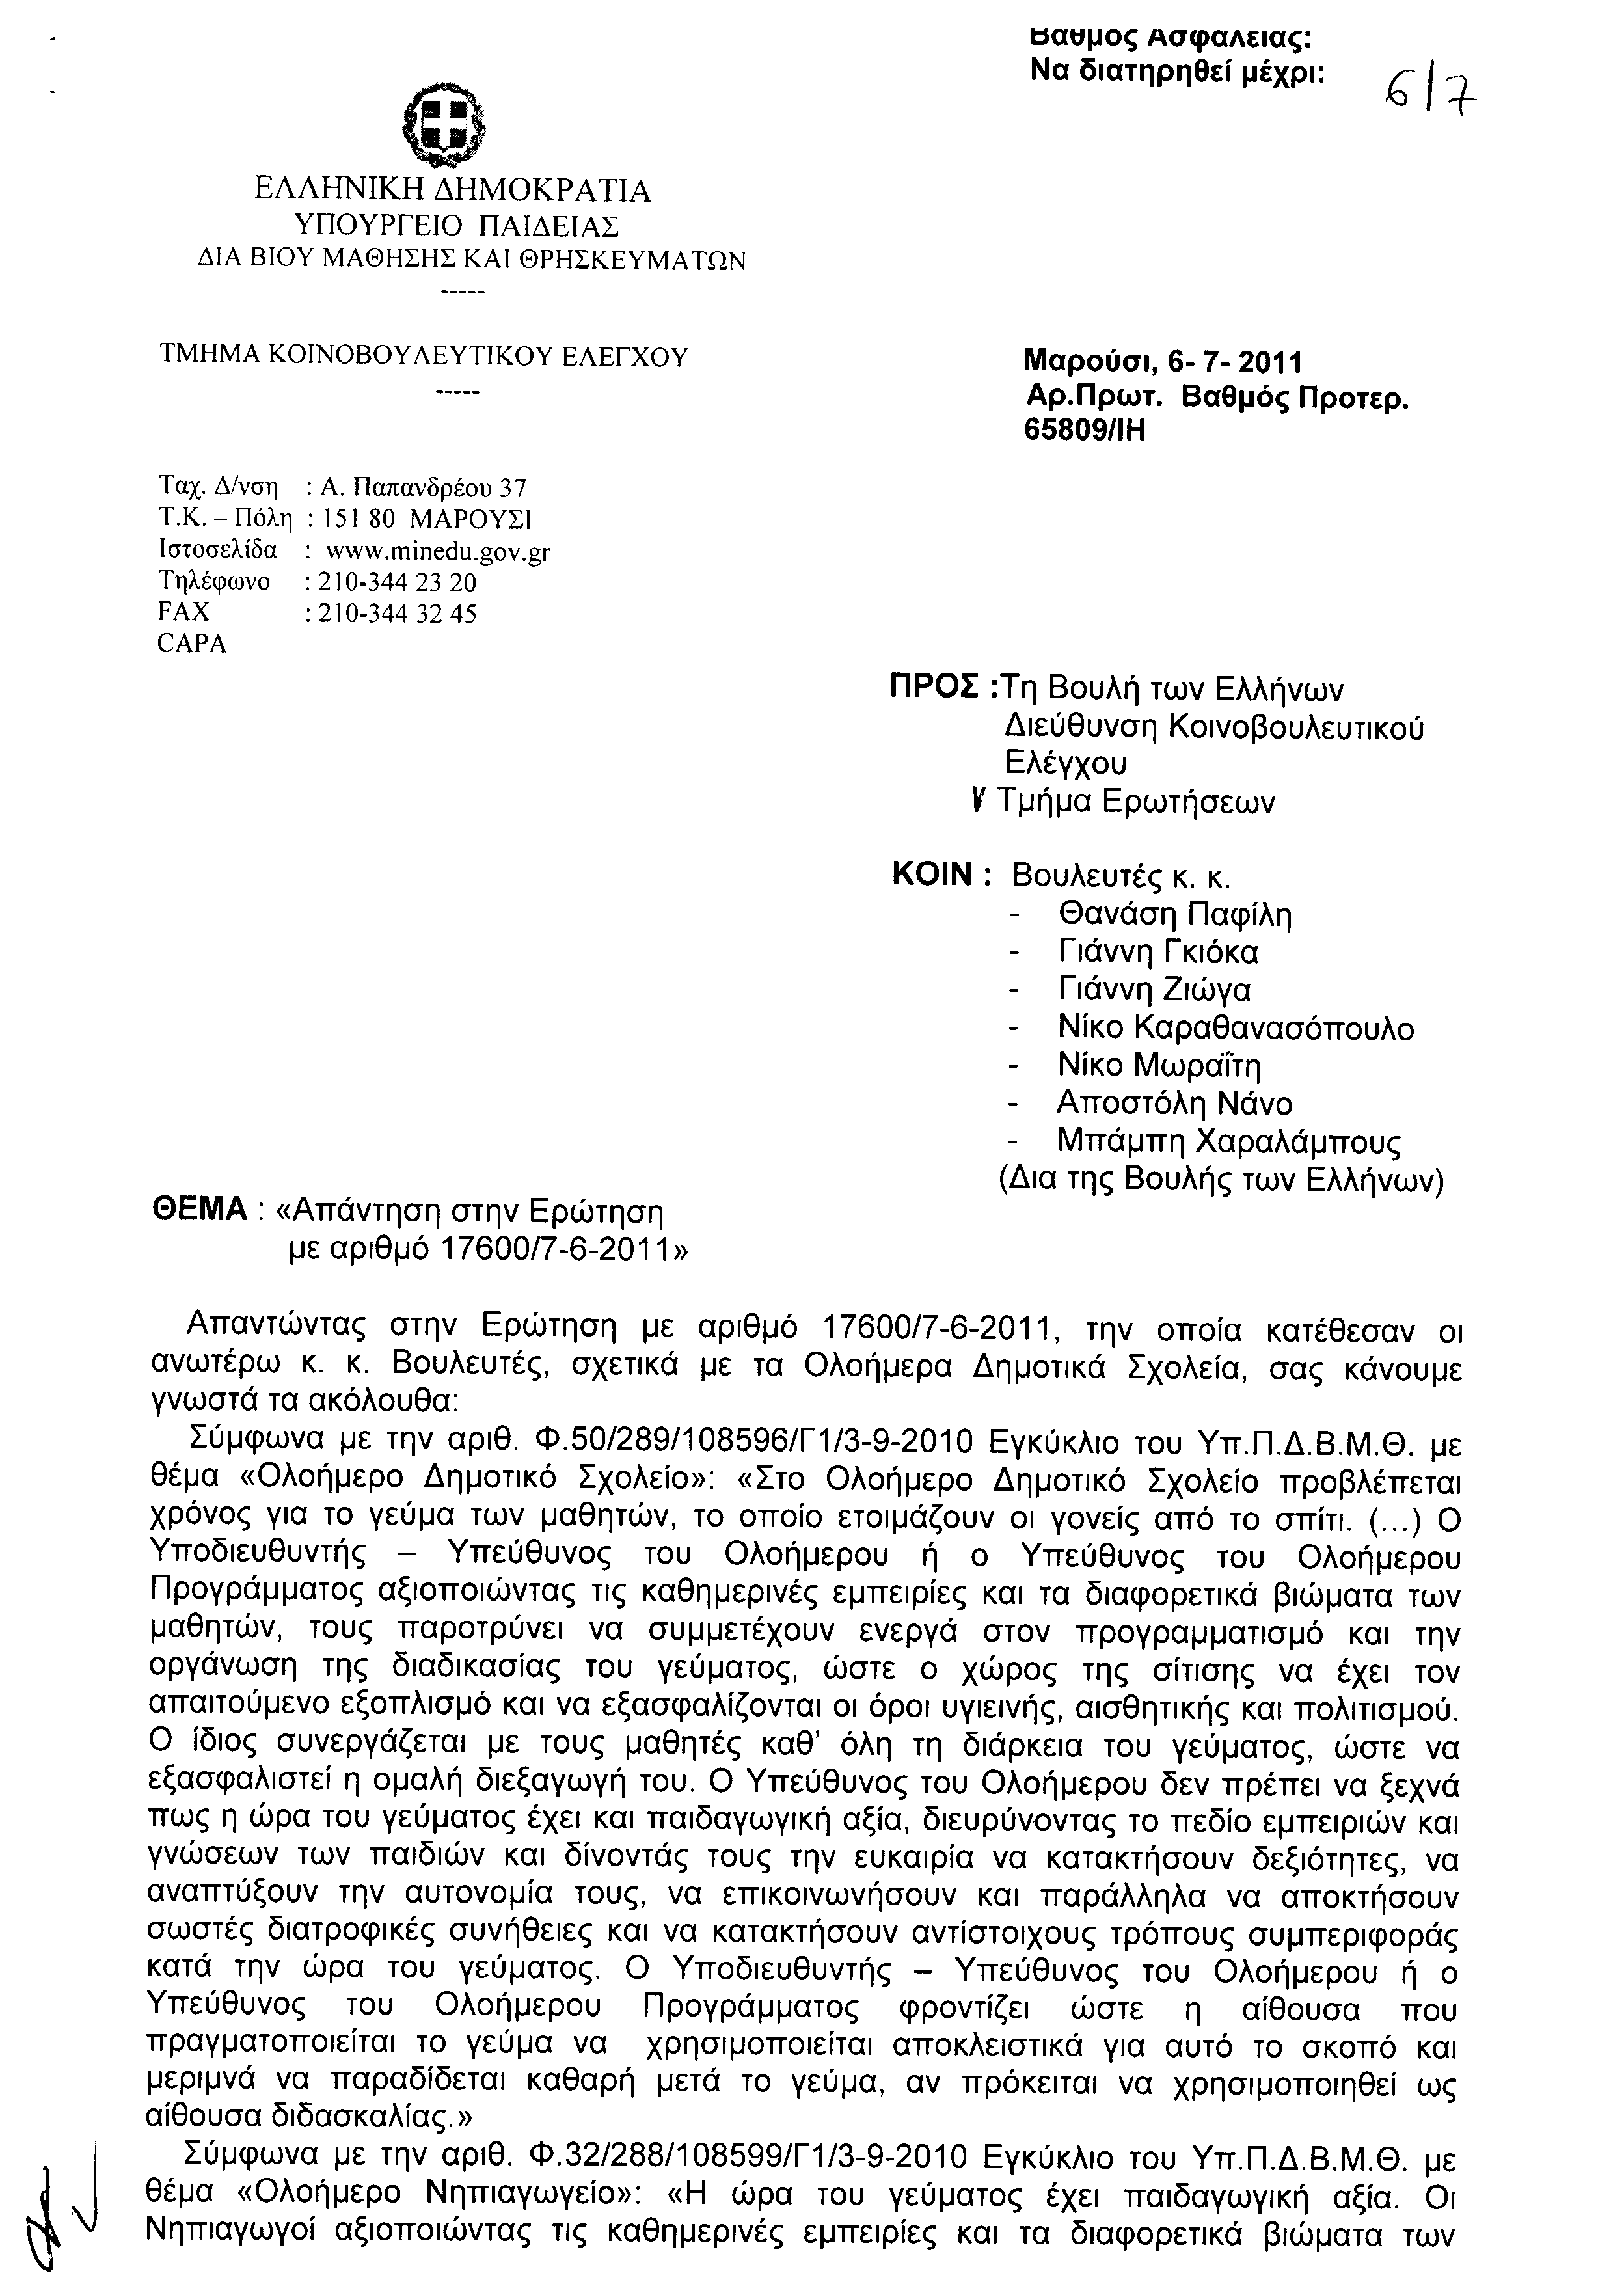 Βαθμός Ασφαλείας:
Να διατηρηθεί μέχρι:
6/7
ΕΛΛΗΝΙΚΗ ΔΗΜΟΚΡΑΤΙΑ
ΥΠΟΥΡΓΕΙΟ ΠΑΙΔΕΙΑΣ
ΔΙΑ ΒΙΟΥ ΜΑΘΗΣΗΣ ΚΑΙ ΘΡΗΣΚΕΥΜΑΤΩΝ
-----
ΤΜΗΜΑ ΚΟΙΝΟΒΟΥΛΕΥΤΙΚΟΥ ΕΛΕΓΧΟΥ
-----
Μαρούσι, 6- 7- 2011
Αρ.Πρωτ. Βαθμός Προτερ.
65809/ΙΗ
Ταχ. Δ/νση : Α. Παπανδρέου 37
Τ.Κ. – Πόλη : 151 80 ΜΑΡΟΥΣΙ
Ιστοσελίδα : www.minedu.gov.gr
Τηλέφωνο : 210-344 23 20
FAX : 210-344 32 45
CAPA
ΠΡΟΣ :Τη Βουλή των Ελλήνων
Διεύθυνση Κοινοβουλευτικού
Ελέγχου
Τμήμα Ερωτήσεων
ΚΟΙΝ : Βουλευτές κ. κ.
- Θανάση Παφίλη
- Γιάννη Γκιόκα
- Γιάννη Ζιώγα
- Νίκο Καραθανασόπουλο
- Νίκο Μωραΐτη
- Αποστόλη Νάνο
- Μπάμπη Χαραλάμπους
(Δια της Βουλής των Ελλήνων)
ΘΕΜΑ : «Απάντηση στην Ερώτηση
με αριθμό 17600/7-6-2011»
Απαντώντας στην Ερώτηση με αριθμό 17600/7-6-2011, την οποία κατέθεσαν οι
ανωτέρω κ. κ. Βουλευτές, σχετικά με τα Ολοήμερα Δημοτικά Σχολεία, σας κάνουμε
γνωστά τα ακόλουθα:
Σύμφωνα με την αριθ. Φ.50/289/108596/Γ1/3-9-2010 Εγκύκλιο του Υπ.Π.Δ.Β.Μ.Θ. με
θέμα «Ολοήμερο Δημοτικό Σχολείο»: «Στο Ολοήμερο Δημοτικό Σχολείο προβλέπεται
χρόνος για το γεύμα των μαθητών, το οποίο ετοιμάζουν οι γονείς από το σπίτι. (...) Ο
Υποδιευθυντής – Υπεύθυνος του Ολοήμερου ή ο Υπεύθυνος του Ολοήμερου
Προγράμματος αξιοποιώντας τις καθημερινές εμπειρίες και τα διαφορετικά βιώματα των
μαθητών, τους παροτρύνει να συμμετέχουν ενεργά στον προγραμματισμό και την
οργάνωση της διαδικασίας του γεύματος, ώστε ο χώρος της σίτισης να έχει τον
απαιτούμενο εξοπλισμό και να εξασφαλίζονται οι όροι υγιεινής, αισθητικής και πολιτισμού.
Ο ίδιος συνεργάζεται με τους μαθητές καθ’ όλη τη διάρκεια του γεύματος, ώστε να
εξασφαλιστεί η ομαλή διεξαγωγή του. Ο Υπεύθυνος του Ολοήμερου δεν πρέπει να ξεχνά
πως η ώρα του γεύματος έχει και παιδαγωγική αξία, διευρύνοντας το πεδίο εμπειριών και
γνώσεων των παιδιών και δίνοντάς τους την ευκαιρία να κατακτήσουν δεξιότητες, να
αναπτύξουν την αυτονομία τους, να επικοινωνήσουν και παράλληλα να αποκτήσουν
σωστές διατροφικές συνήθειες και να κατακτήσουν αντίστοιχους τρόπους συμπεριφοράς
κατά την ώρα του γεύματος. Ο Υποδιευθυντής – Υπεύθυνος του Ολοήμερου ή ο
Υπεύθυνος του Ολοήμερου Προγράμματος φροντίζει ώστε η αίθουσα που
πραγματοποιείται το γεύμα να χρησιμοποιείται αποκλειστικά για αυτό το σκοπό και
μεριμνά να παραδίδεται καθαρή μετά το γεύμα, αν πρόκειται να χρησιμοποιηθεί ως
αίθουσα διδασκαλίας.»
Σύμφωνα με την αριθ. Φ.32/288/108599/Γ1/3-9-2010 Εγκύκλιο του Υπ.Π.Δ.Β.Μ.Θ. με
θέμα «Ολοήμερο Νηπιαγωγείο»: «Η ώρα του γεύματος έχει παιδαγωγική αξία. Οι
Νηπιαγωγοί αξιοποιώντας τις καθημερινές εμπειρίες και τα διαφορετικά βιώματα των